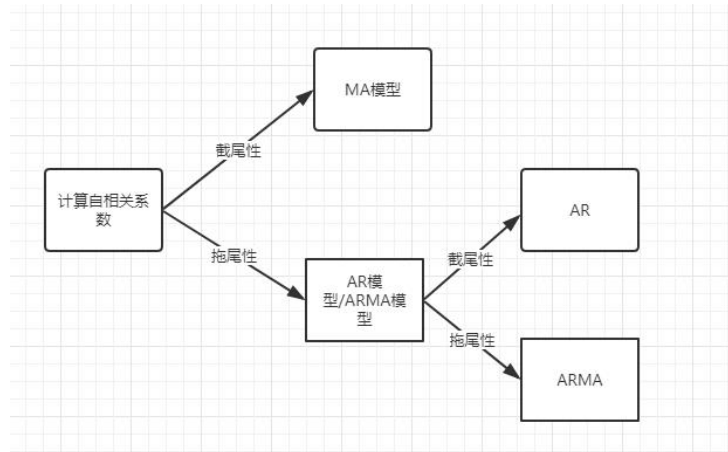 MA模型
截尾性
计算自相关系
数
AR
截尾性
拖尾性
AR模
型/ARMA模
型
拖尾性
ARMA